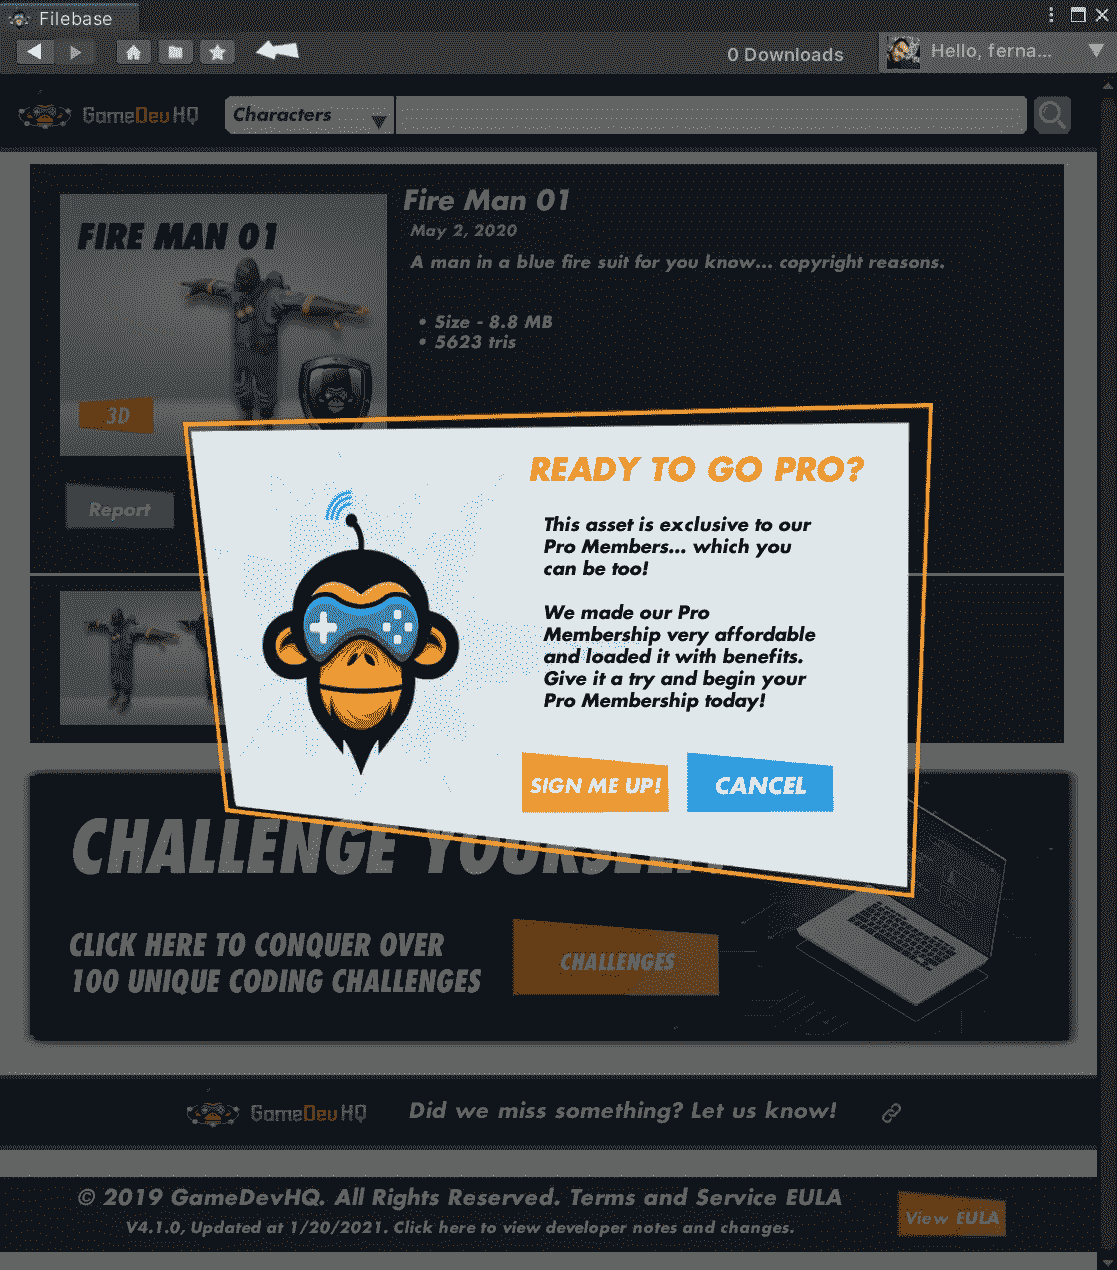 Filebase
0 Downloads
Hello, ferna...
GameDevHQ
Characters
FIRE MAN 01
3D
Fire Man 01
May 2, 2020
A man in a blue fire suit for you know... copyright reasons.
• Size - 8.8 MB
• 5623 tris
Report
READY TO GO PRO?
This asset is exclusive to our
Pro Members... which you
can be too!
We made our Pro
Membership very affordable
and loaded it with benefits.
Give it a try and begin your
Pro Membership today!
SIGN ME UP!
CANCEL
CHALLENGE YOURSELF
CLICK HERE TO CONQUER OVER
100 UNIQUE CODING CHALLENGES
CHALLENGES
GameDevHQ
Did we miss something? Let us know!
© 2019 GameDevHQ. All Rights Reserved. Terms and Service EULA
V4.1.0, Updated at 1/20/2021. Click here to view developer notes and changes.
View EULA